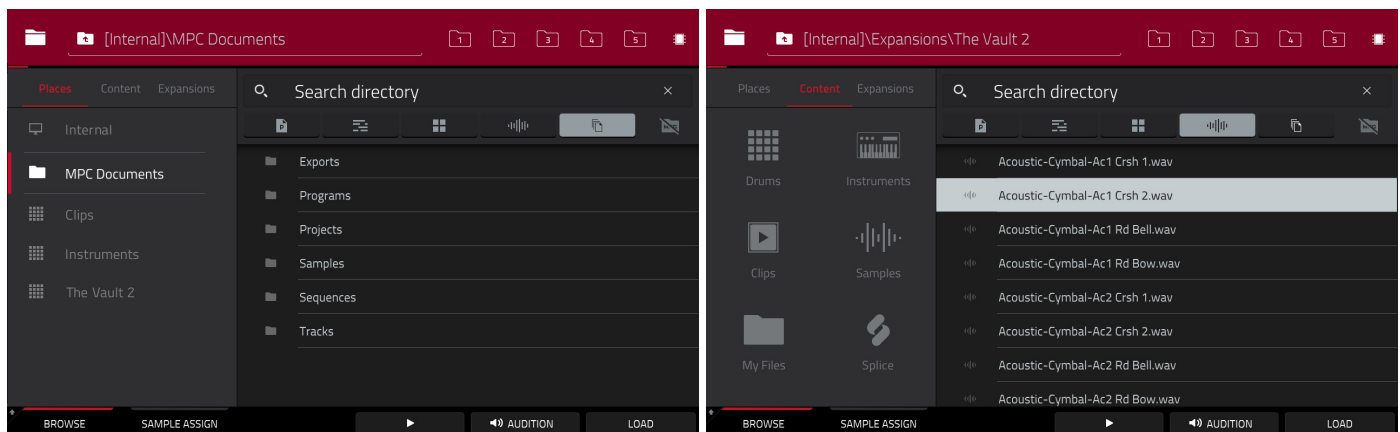 [Internal]\MPC Documents
1 2 3 4 5
Places Content Expansions
Search directory
Internal
MPC Documents
Clips
Instruments
The Vault 2
Exports
Programs
Projects
Samples
Sequences
Tracks
BROWSE SAMPLE ASSIGN AUDITION LOAD
[Internal]\Expansions\The Vault 2
1 2 3 4 5
Places Content Expansions
Search directory
Drums Instruments
Clips Samples
My Files Splice
Acoustic-Cymbal-Ac1 Crsh 1.wav
Acoustic-Cymbal-Ac1 Crsh 2.wav
Acoustic-Cymbal-Ac1 Rd Bell.wav
Acoustic-Cymbal-Ac1 Rd Bow.wav
Acoustic-Cymbal-Ac2 Crsh 1.wav
Acoustic-Cymbal-Ac2 Crsh 2.wav
Acoustic-Cymbal-Ac2 Rd Bell.wav
Acoustic-Cymbal-Ac2 Rd Bow.wav
BROWSE SAMPLE ASSIGN AUDITION LOAD